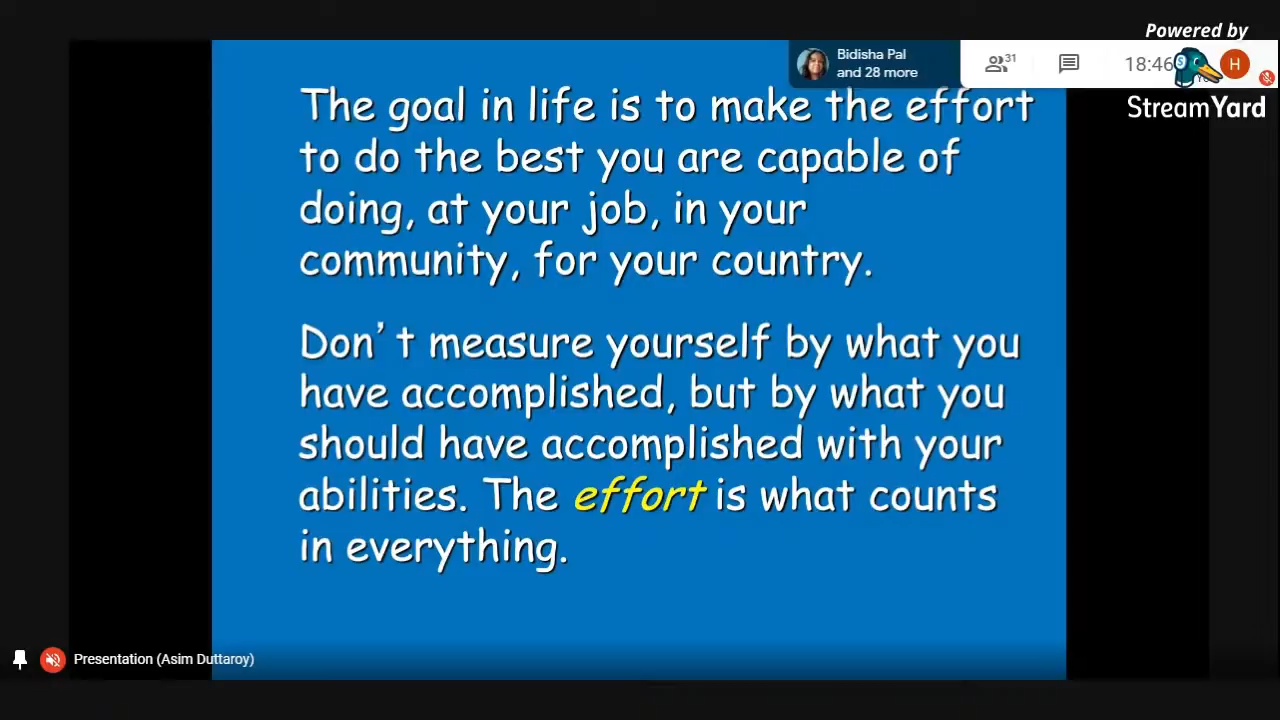 Powered by
Bidisha Pal
and 28 more
31
18:46
H
StreamYard
The goal in life is to make the effort
to do the best you are capable of
doing, at your job, in your
community, for your country.
Don’t measure yourself by what you
have accomplished, but by what you
should have accomplished with your
abilities. The effort is what counts
in everything.
Presentation (Asim Duttaroy)